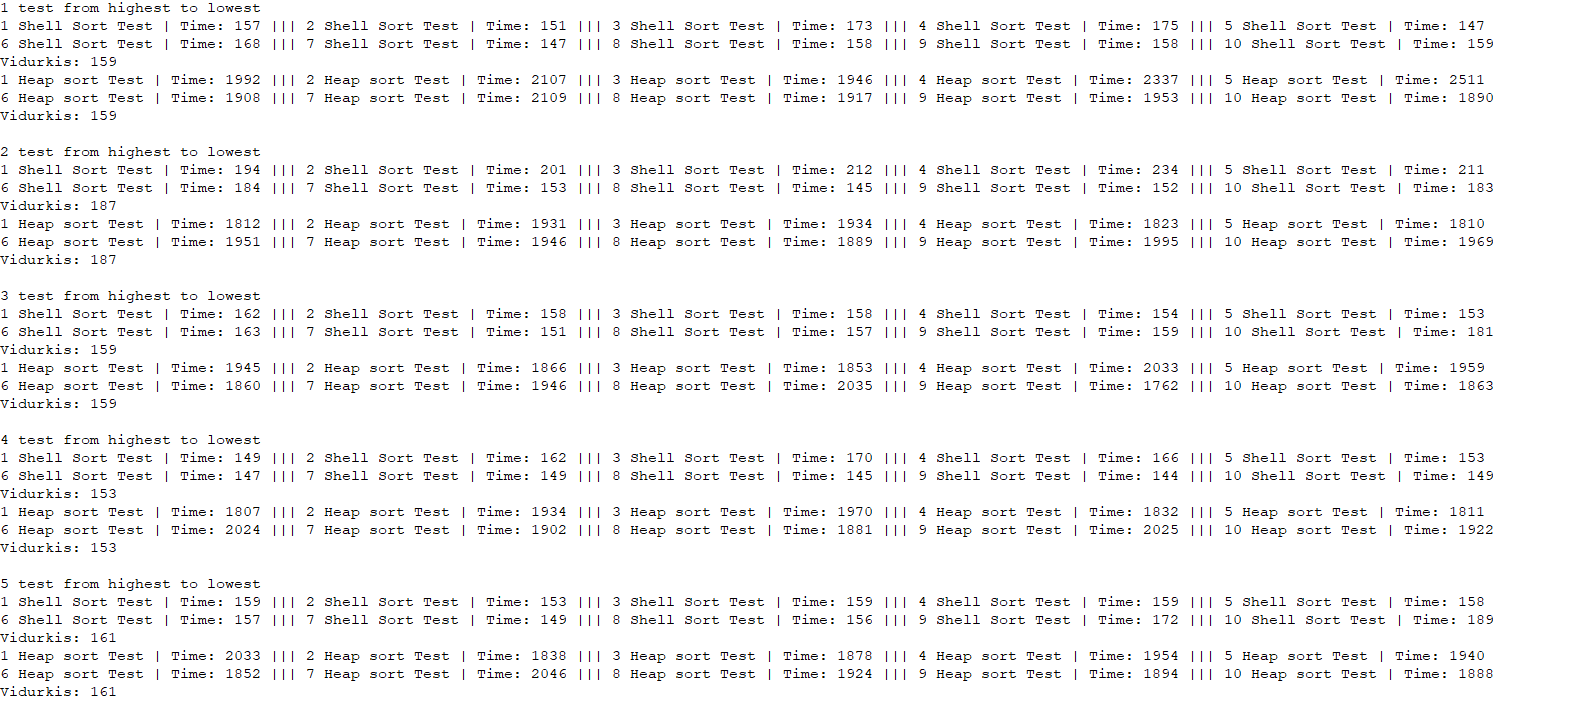 1 test from highest to lowest
1 Shell Sort Test | Time: 157 ||| 2 Shell Sort Test | Time: 151 ||| 3 Shell Sort Test | Time: 173 ||| 4 Shell Sort Test | Time: 175 ||| 5 Shell Sort Test | Time: 147
6 Shell Sort Test | Time: 168 ||| 7 Shell Sort Test | Time: 147 ||| 8 Shell Sort Test | Time: 158 ||| 9 Shell Sort Test | Time: 158 ||| 10 Shell Sort Test | Time: 159
Vidurkis: 159
1 Heap sort Test | Time: 1992 ||| 2 Heap sort Test | Time: 2107 ||| 3 Heap sort Test | Time: 1946 ||| 4 Heap sort Test | Time: 2337 ||| 5 Heap sort Test | Time: 2511
6 Heap sort Test | Time: 1908 ||| 7 Heap sort Test | Time: 2109 ||| 8 Heap sort Test | Time: 1917 ||| 9 Heap sort Test | Time: 1953 ||| 10 Heap sort Test | Time: 1890
Vidurkis: 159

2 test from highest to lowest
1 Shell Sort Test | Time: 194 ||| 2 Shell Sort Test | Time: 201 ||| 3 Shell Sort Test | Time: 212 ||| 4 Shell Sort Test | Time: 234 ||| 5 Shell Sort Test | Time: 211
6 Shell Sort Test | Time: 184 ||| 7 Shell Sort Test | Time: 153 ||| 8 Shell Sort Test | Time: 145 ||| 9 Shell Sort Test | Time: 152 ||| 10 Shell Sort Test | Time: 183
Vidurkis: 187
1 Heap sort Test | Time: 1812 ||| 2 Heap sort Test | Time: 1931 ||| 3 Heap sort Test | Time: 1934 ||| 4 Heap sort Test | Time: 1823 ||| 5 Heap sort Test | Time: 1810
6 Heap sort Test | Time: 1951 ||| 7 Heap sort Test | Time: 1946 ||| 8 Heap sort Test | Time: 1889 ||| 9 Heap sort Test | Time: 1995 ||| 10 Heap sort Test | Time: 1969
Vidurkis: 187

3 test from highest to lowest
1 Shell Sort Test | Time: 162 ||| 2 Shell Sort Test | Time: 158 ||| 3 Shell Sort Test | Time: 158 ||| 4 Shell Sort Test | Time: 154 ||| 5 Shell Sort Test | Time: 153
6 Shell Sort Test | Time: 163 ||| 7 Shell Sort Test | Time: 151 ||| 8 Shell Sort Test | Time: 157 ||| 9 Shell Sort Test | Time: 159 ||| 10 Shell Sort Test | Time: 181
Vidurkis: 159
1 Heap sort Test | Time: 1945 ||| 2 Heap sort Test | Time: 1866 ||| 3 Heap sort Test | Time: 1853 ||| 4 Heap sort Test | Time: 2033 ||| 5 Heap sort Test | Time: 1959
6 Heap sort Test | Time: 1860 ||| 7 Heap sort Test | Time: 1946 ||| 8 Heap sort Test | Time: 2035 ||| 9 Heap sort Test | Time: 1762 ||| 10 Heap sort Test | Time: 1863
Vidurkis: 159

4 test from highest to lowest
1 Shell Sort Test | Time: 149 ||| 2 Shell Sort Test | Time: 162 ||| 3 Shell Sort Test | Time: 170 ||| 4 Shell Sort Test | Time: 166 ||| 5 Shell Sort Test | Time: 153
6 Shell Sort Test | Time: 147 ||| 7 Shell Sort Test | Time: 149 ||| 8 Shell Sort Test | Time: 145 ||| 9 Shell Sort Test | Time: 144 ||| 10 Shell Sort Test | Time: 149
Vidurkis: 153
1 Heap sort Test | Time: 1807 ||| 2 Heap sort Test | Time: 1934 ||| 3 Heap sort Test | Time: 1970 ||| 4 Heap sort Test | Time: 1832 ||| 5 Heap sort Test | Time: 1811
6 Heap sort Test | Time: 2024 ||| 7 Heap sort Test | Time: 1902 ||| 8 Heap sort Test | Time: 1881 ||| 9 Heap sort Test | Time: 2025 ||| 10 Heap sort Test | Time: 1922
Vidurkis: 153

5 test from highest to lowest
1 Shell Sort Test | Time: 159 ||| 2 Shell Sort Test | Time: 153 ||| 3 Shell Sort Test | Time: 159 ||| 4 Shell Sort Test | Time: 159 ||| 5 Shell Sort Test | Time: 158
6 Shell Sort Test | Time: 157 ||| 7 Shell Sort Test | Time: 149 ||| 8 Shell Sort Test | Time: 156 ||| 9 Shell Sort Test | Time: 172 ||| 10 Shell Sort Test | Time: 189
Vidurkis: 161
1 Heap sort Test | Time: 2033 ||| 2 Heap sort Test | Time: 1838 ||| 3 Heap sort Test | Time: 1878 ||| 4 Heap sort Test | Time: 1954 ||| 5 Heap sort Test | Time: 1940
6 Heap sort Test | Time: 1852 ||| 7 Heap sort Test | Time: 2046 ||| 8 Heap sort Test | Time: 1924 ||| 9 Heap sort Test | Time: 1894 ||| 10 Heap sort Test | Time: 1888
Vidurkis: 161